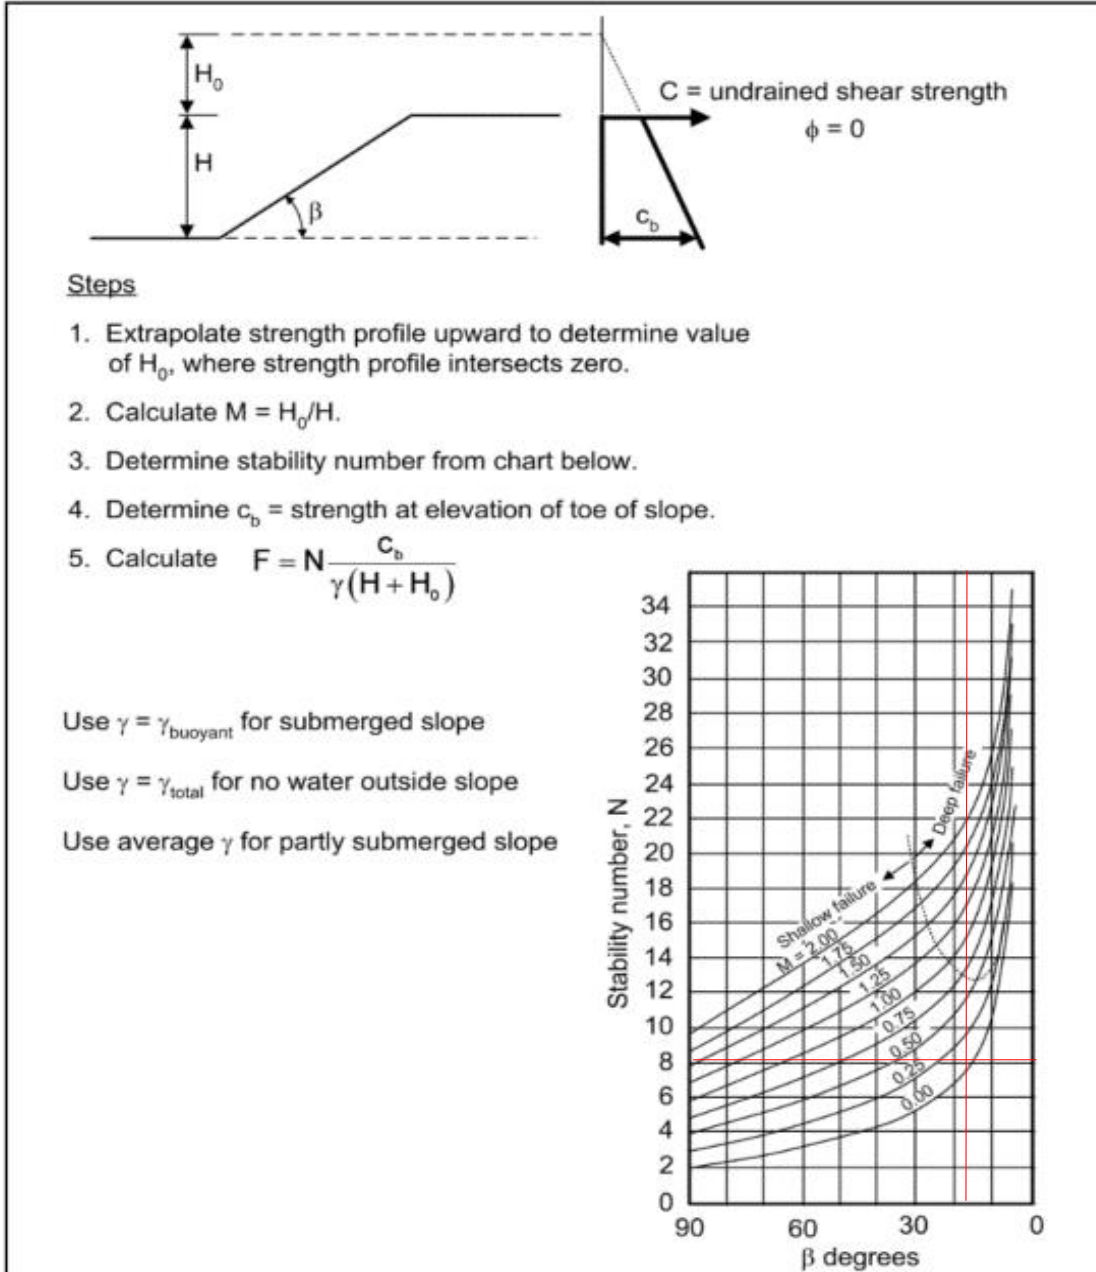 H₀
H
β
C = undrained shear strength
ϕ = 0
c_b
Steps
1. Extrapolate strength profile upward to determine value
of H₀, where strength profile intersects zero.
2. Calculate M = H₀/H.
3. Determine stability number from chart below.
4. Determine c_b = strength at elevation of toe of slope.
5. Calculate F = N c_b / γ(H + H₀)
Use γ = γ_buoyant for submerged slope
Use γ = γ_total for no water outside slope
Use average γ for partly submerged slope
Stability number, N
34
32
30
28
26
24
22
20
18
16
14
12
10
8
6
4
2
0
Deep failure
Shallow failure
M = 2.00
1.75
1.50
1.25
1.00
0.75
0.50
0.25
0.00
90 60 30 0
β degrees